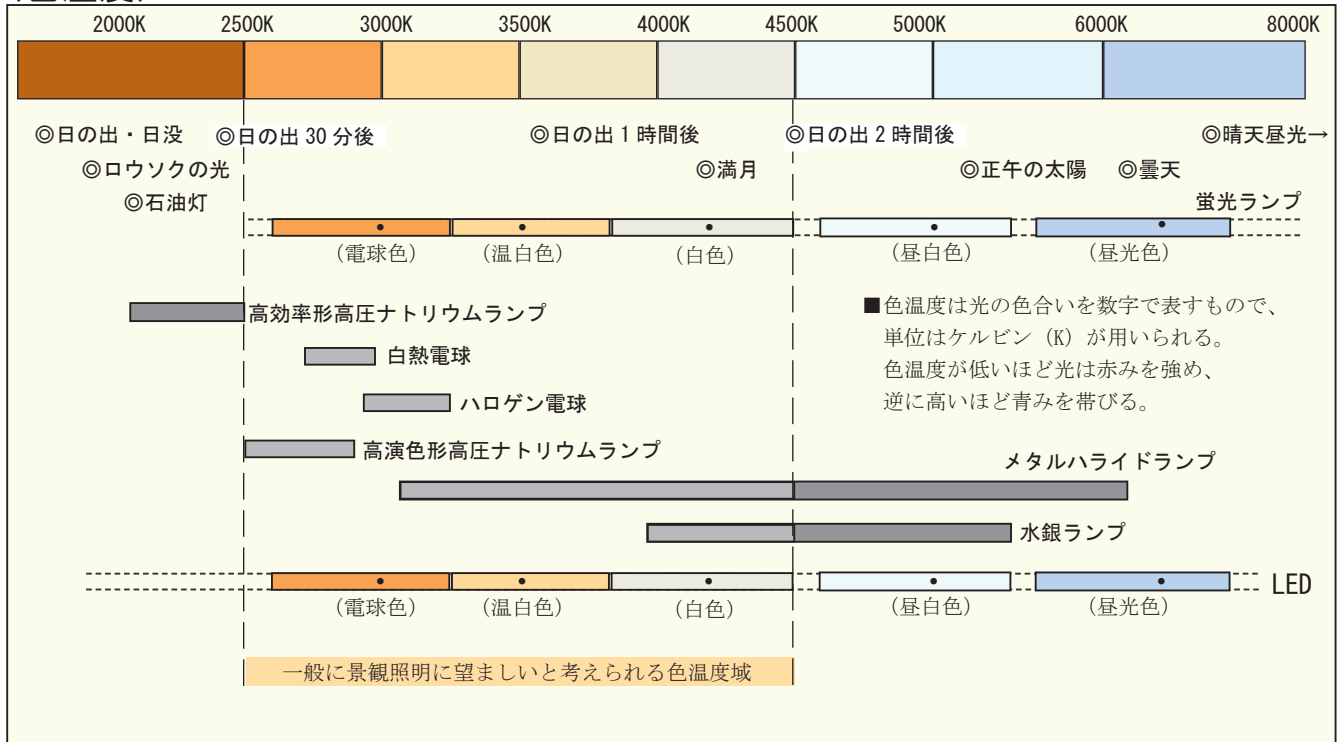 2000K 2500K 3000K 3500K 4000K 4500K 5000K 6000K 8000K
◎日の出・日没 ◎日の出30分後 ◎日の出1時間後 ◎日の出2時間後 ◎晴天昼光→
◎ロウソクの光 ◎満月 ◎正午の太陽 ◎曇天
◎石油灯 蛍光ランプ
(電球色) (温白色) (白色) (昼白色) (昼光色)
高効率形高圧ナトリウムランプ
白熱電球
ハロゲン電球
高演色形高圧ナトリウムランプ
■色温度は光の色合いを数字で表すもので、
単位はケルビン (K) が用いられる。
色温度が低いほど光は赤みを強め、
逆に高いほど青みを帯びる。
メタルハライドランプ
水銀ランプ
LED
(電球色) (温白色) (白色) (昼白色) (昼光色)
一般に景観照明に望ましいと考えられる色温度域